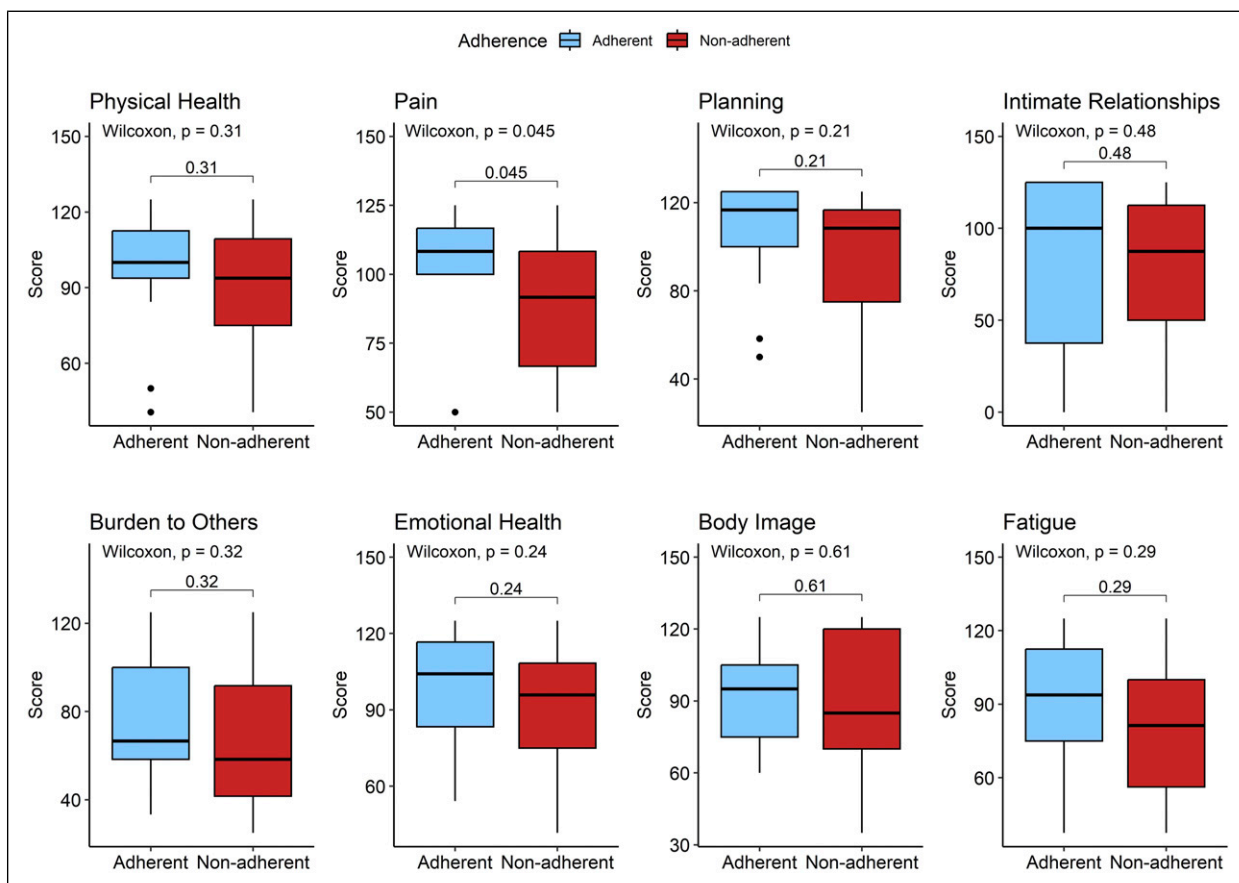 Adherence Adherent Non-adherent
Physical Health
Wilcoxon, p = 0.31
0.31
150
120
90
60
Score
Adherent Non-adherent
Pain
Wilcoxon, p = 0.045
0.045
150
125
100
75
50
Score
Adherent Non-adherent
Planning
Wilcoxon, p = 0.21
0.21
120
80
40
Score
Adherent Non-adherent
Intimate Relationships
Wilcoxon, p = 0.48
0.48
150
100
50
0
Score
Adherent Non-adherent
Burden to Others
Wilcoxon, p = 0.32
0.32
120
80
40
Score
Adherent Non-adherent
Emotional Health
Wilcoxon, p = 0.24
0.24
150
120
90
60
Score
Adherent Non-adherent
Body Image
Wilcoxon, p = 0.61
0.61
150
120
90
60
30
Score
Adherent Non-adherent
Fatigue
Wilcoxon, p = 0.29
0.29
150
120
90
60
Score
Adherent Non-adherent